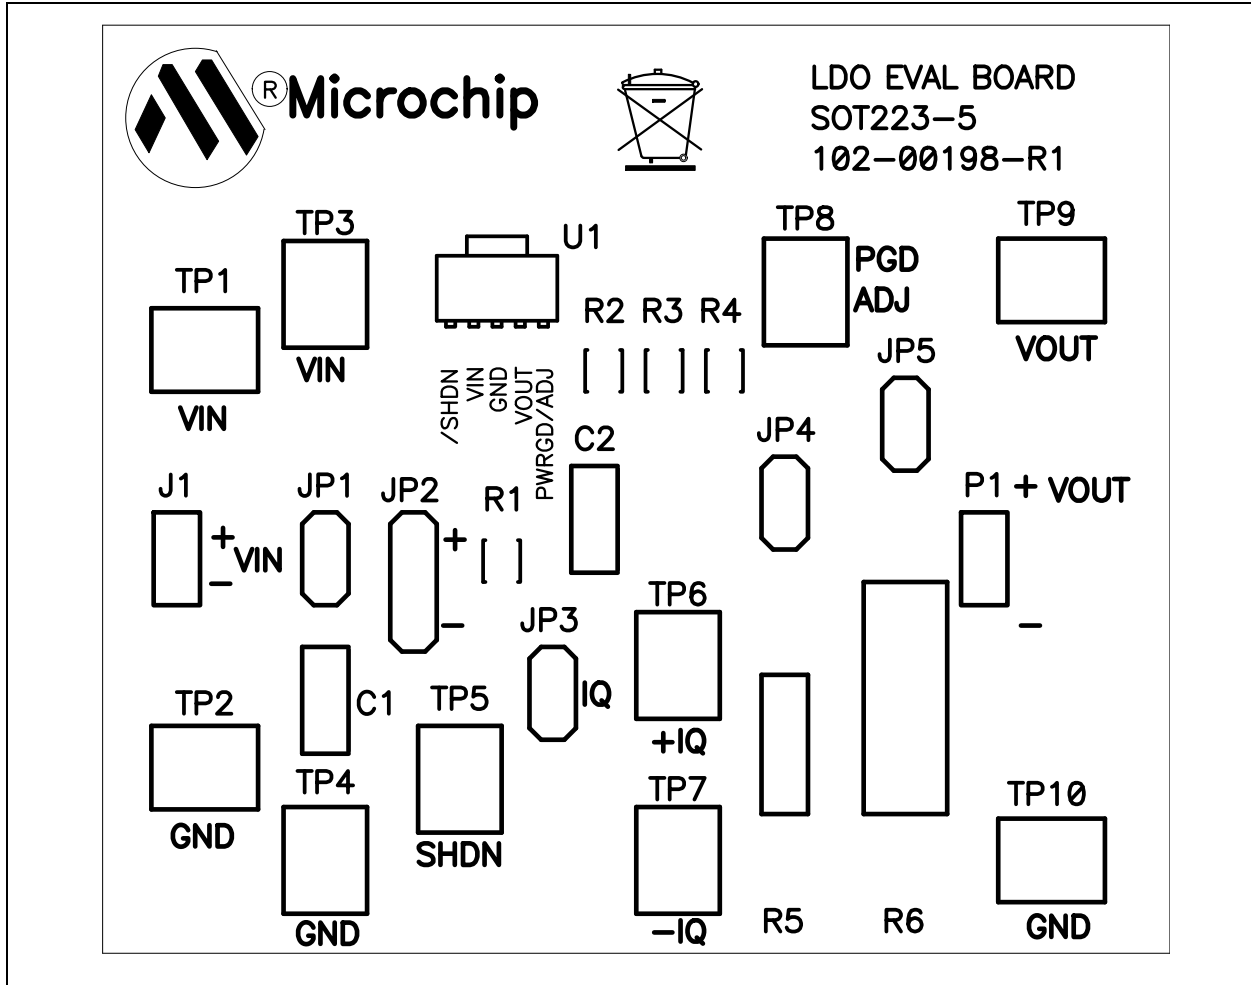 ® Microchip
LDO EVAL BOARD
SOT223-5
102-00198-R1
TP3
VIN
TP1
VIN
U1
/SHDN
VIN
GND
VOUT
PWRGD/ADJ
R2
R3
R4
TP8
PGD
ADJ
TP9
VOUT
JP5
JP4
C2
J1
+
VIN
-
JP1
JP2
+
-
R1
P1
+ VOUT
-
JP3
IQ
TP6
+IQ
C1
TP2
GND
TP4
GND
TP5
SHDN
TP7
-IQ
R5
R6
TP10
GND